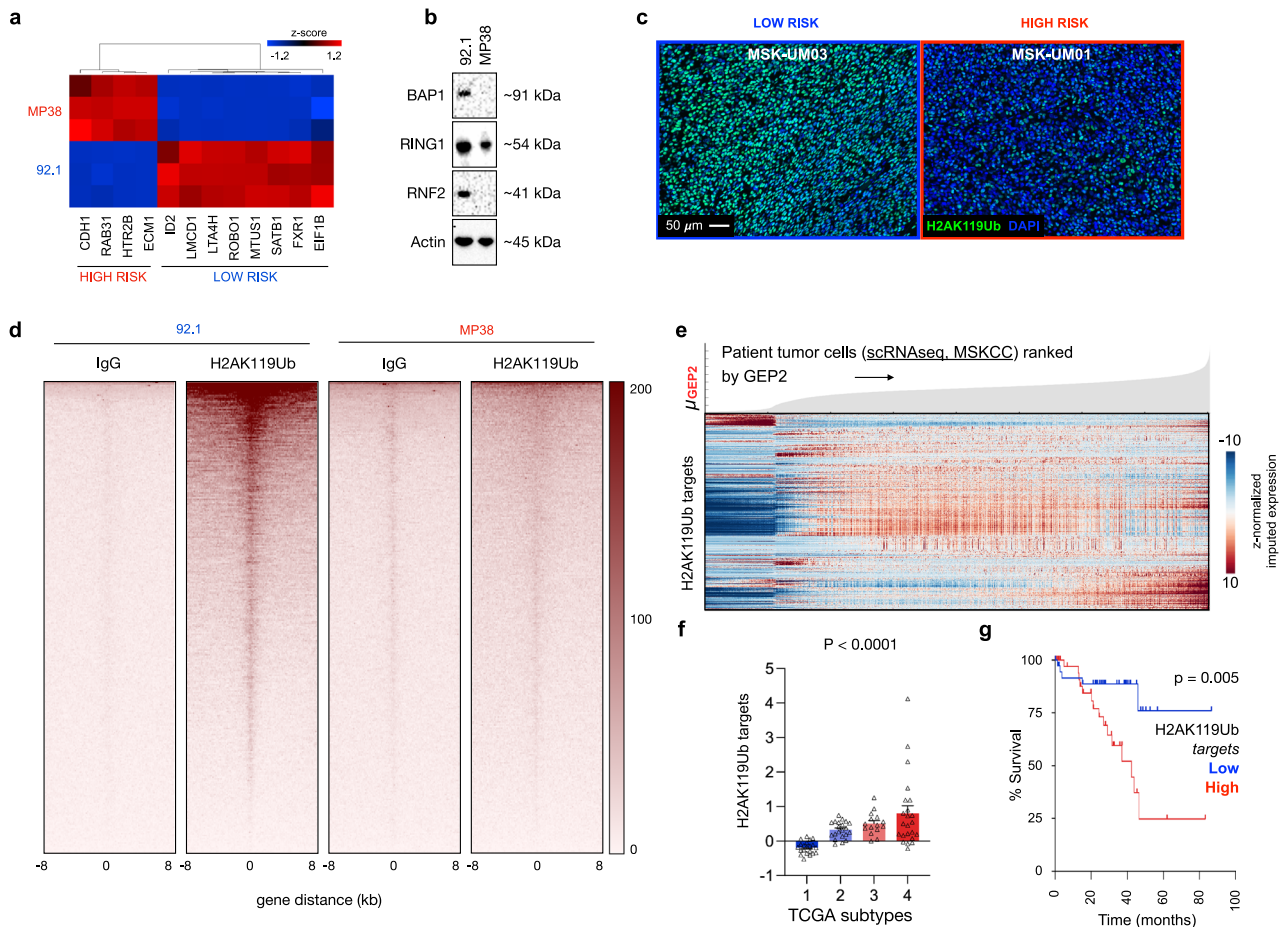 a
z-score
-1.2 1.2
MP38
92.1
CDH1
RAB31
HTR2B
ECM1
ID2
LMCD1
LTA4H
ROBO1
MTUS1
SATB1
FXR1
EIF1B
HIGH RISK LOW RISK
b
92.1
MP38
BAP1 ~91 kDa
RING1 ~54 kDa
RNF2 ~41 kDa
Actin ~45 kDa
c
LOW RISK HIGH RISK
MSK-UM03 MSK-UM01
50 µm
H2AK119Ub DAPI
d
92.1 MP38
IgG H2AK119Ub IgG H2AK119Ub
200
100
0
-8 0 8 0 8 0 8 0 8
gene distance (kb)
e
Patient tumor cells (scRNAseq, MSKCC) ranked
by GEP2
µGEP2
H2AK119Ub targets
-10
10
z-normalized
imputed expression
f
P < 0.0001
H2AK119Ub targets
5
4
3
2
1
0
-1
1 2 3 4
TCGA subtypes
g
% Survival
100
75
50
25
0
p = 0.005
H2AK119Ub
targets
Low
High
0 20 40 60 80 100
Time (months)